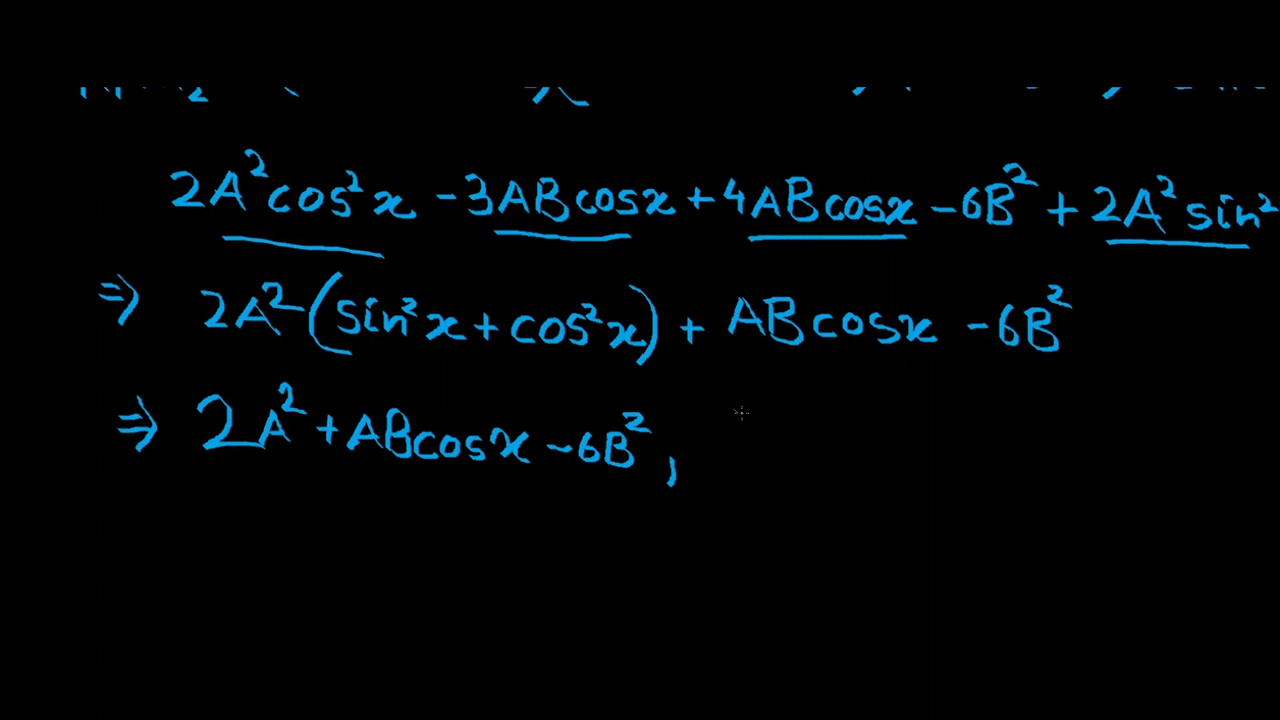 2A²cos²x - 3ABcosx + 4ABcosx - 6B² + 2A²sin²
⇒ 2A²(sin²x + cos²x) + ABcosx - 6B²
⇒ 2A² + ABcosx - 6B²,